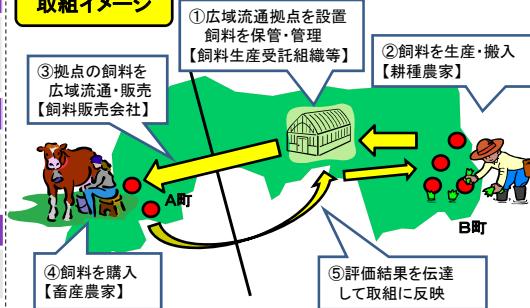 取組イメージ
①広域流通拠点を設置
飼料を保管・管理
【飼料生産受託組織等】
②飼料を生産・搬入
【耕種農家】
③拠点の飼料を
広域流通・販売
【飼料販売会社】
A町
B町
④飼料を購入
【畜産農家】
⑤評価結果を伝達
して取組に反映